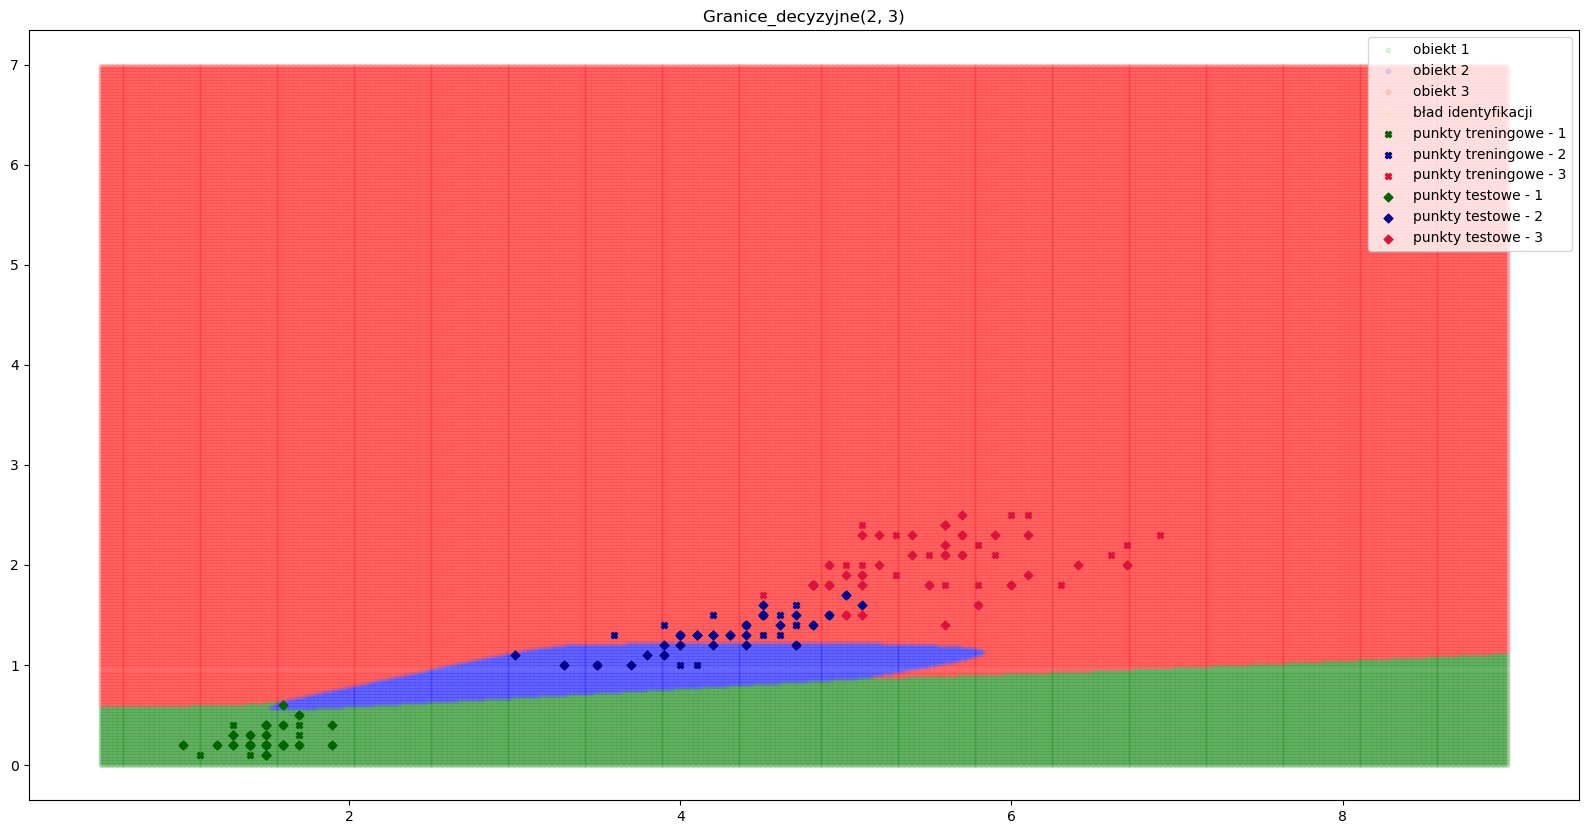 Granice_decyzyjne(2, 3)
obiekt 1
obiekt 2
obiekt 3
bład identyfikacji
punkty treningowe - 1
punkty treningowe - 2
punkty treningowe - 3
punkty testowe - 1
punkty testowe - 2
punkty testowe - 3
7
6
5
4
3
2
1
0
2
4
6
8